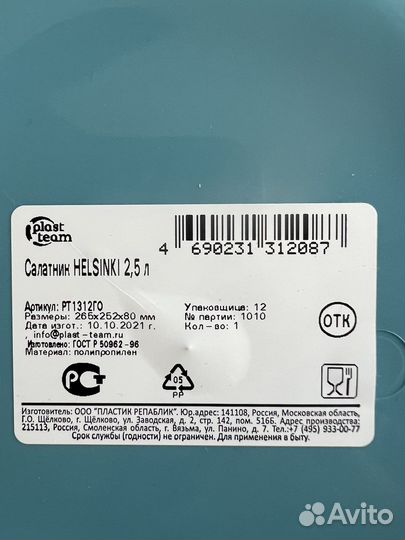 plast
team
4 690231 312087
Салатник HELSINKI 2,5 л
Артикул: PT1312ГО
Размеры: 265x252x80 мм
Дата изгот.: 10.10.2021 г.
, info@plast-team.ru
Изготовлено: ГОСТ Р 50962-96
Материал: полипропилен
Упаковщица: 12
№ партии: 1010
Кол-во: 1
ОТК
05
PP
Изготовитель: ООО "ПЛАСТИК РЕПАБЛИК". Юр.адрес: 141108, Россия, Московская область,
Г.О. Щёлково, г. Щёлково, ул. Заречная, д. 142, пом. 5166. Адрес производства:
215113, Россия, Смоленская область, г. Вязьма, ул. Панино, д. 7. Тел.:+7 (495) 933-00-77
Срок службы (годности) не ограничен. Для применения в быту.
Avito